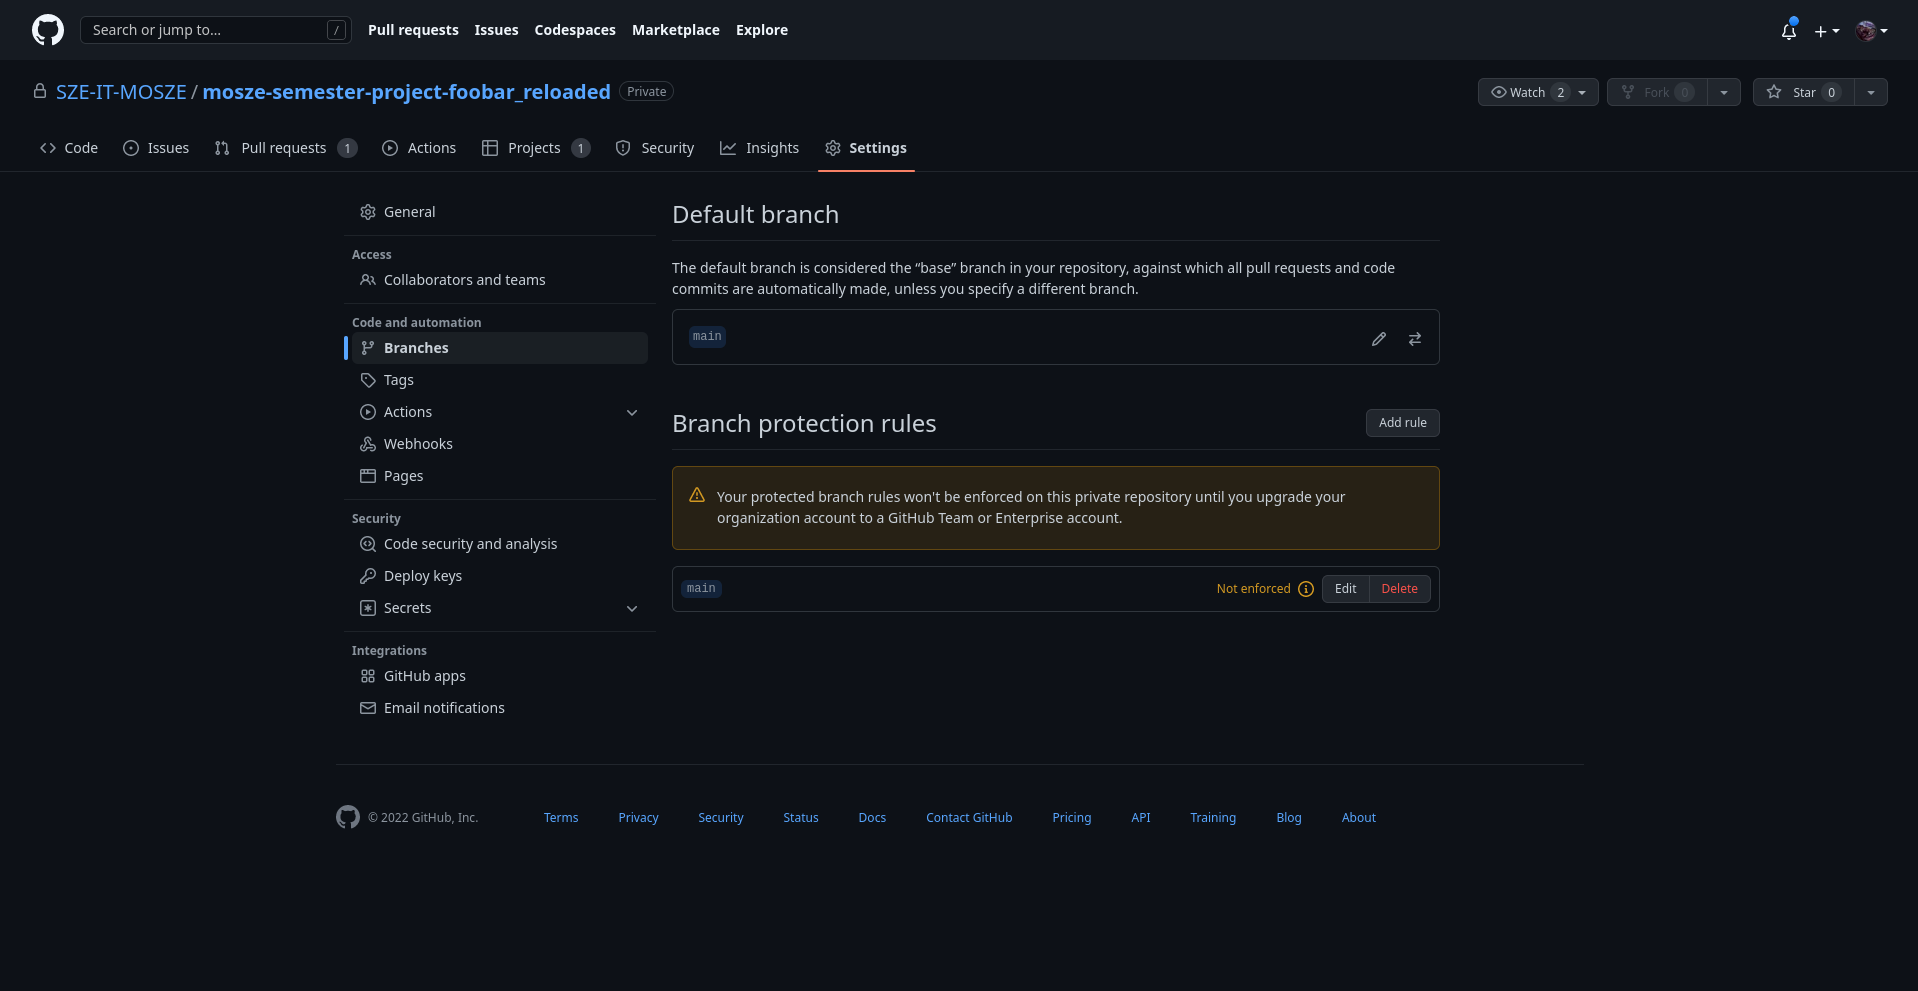 Search or jump to... /
Pull requests Issues Codespaces Marketplace Explore
SZE-IT-MOSZE / mosze-semester-project-foobar_reloaded Private
Watch 2 Fork 0 Star 0
Code Issues Pull requests 1 Actions Projects 1 Security Insights Settings
General
Access
Collaborators and teams
Code and automation
Branches
Tags
Actions
Webhooks
Pages
Security
Code security and analysis
Deploy keys
Secrets
Integrations
GitHub apps
Email notifications
Default branch
The default branch is considered the “base” branch in your repository, against which all pull requests and code
commits are automatically made, unless you specify a different branch.
main
Branch protection rules
Add rule
Your protected branch rules won't be enforced on this private repository until you upgrade your
organization account to a GitHub Team or Enterprise account.
main Not enforced Edit Delete
© 2022 GitHub, Inc. Terms Privacy Security Status Docs Contact GitHub Pricing API Training Blog About